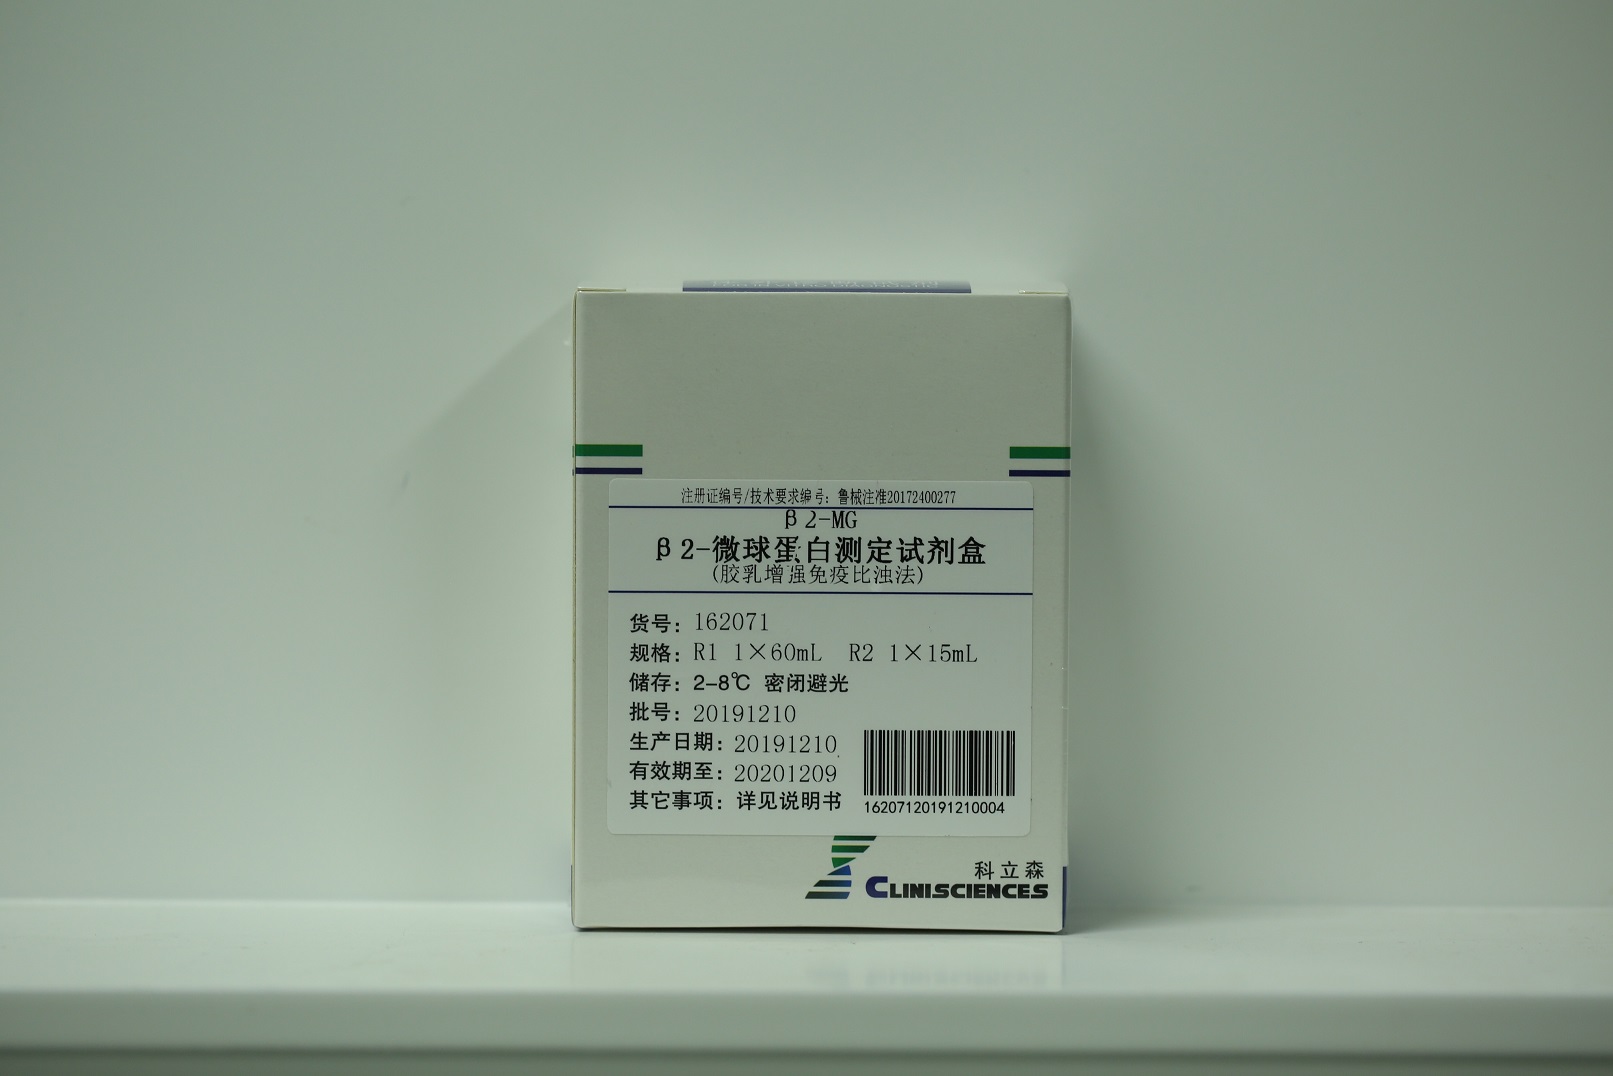 注册证编号/技术要求编号：鲁械注准20172400277
β2-MG
β2-微球蛋白测定试剂盒
(胶乳增强免疫比浊法)
货号：162071
规格：R1 1×60mL R2 1×15mL
储存：2-8℃ 密闭避光
批号：20191210
生产日期：20191210
有效期至：20201209
其它事项：详见说明书
16207120191210004
科立森
CLINISCIENCES